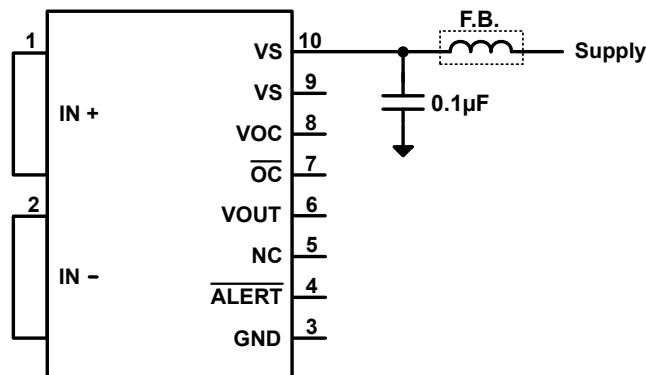 F.B.
1
VS 10
Supply
VS 9
0.1µF
IN +
VOC 8
OC 7
2
VOUT 6
NC 5
IN −
ALERT 4
GND 3